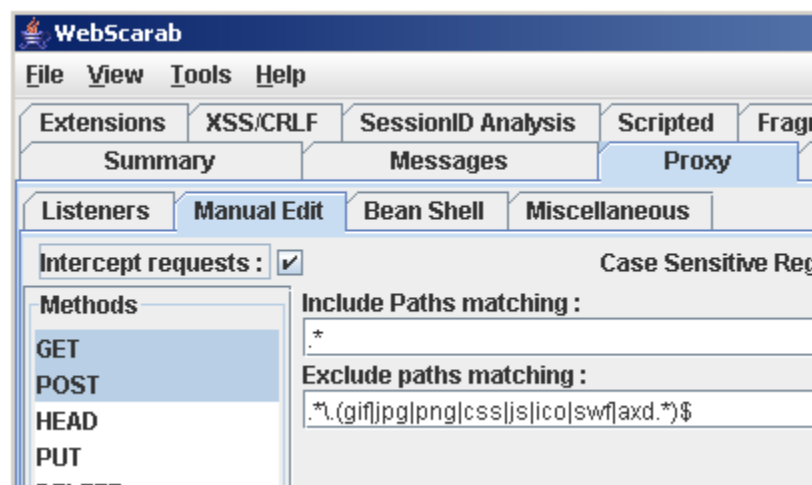 WebScarab
File View Tools Help
Extensions XSS/CRLF SessionID Analysis Scripted
Summary Messages Proxy
Listeners Manual Edit Bean Shell Miscellaneous
Intercept requests : Case Sensitive Reg
Methods
Include Paths matching :
.*
GET
Exclude paths matching :
POST
.*\.(gif|jpg|png|css|js|ico|swf|axd.*)$
HEAD
PUT